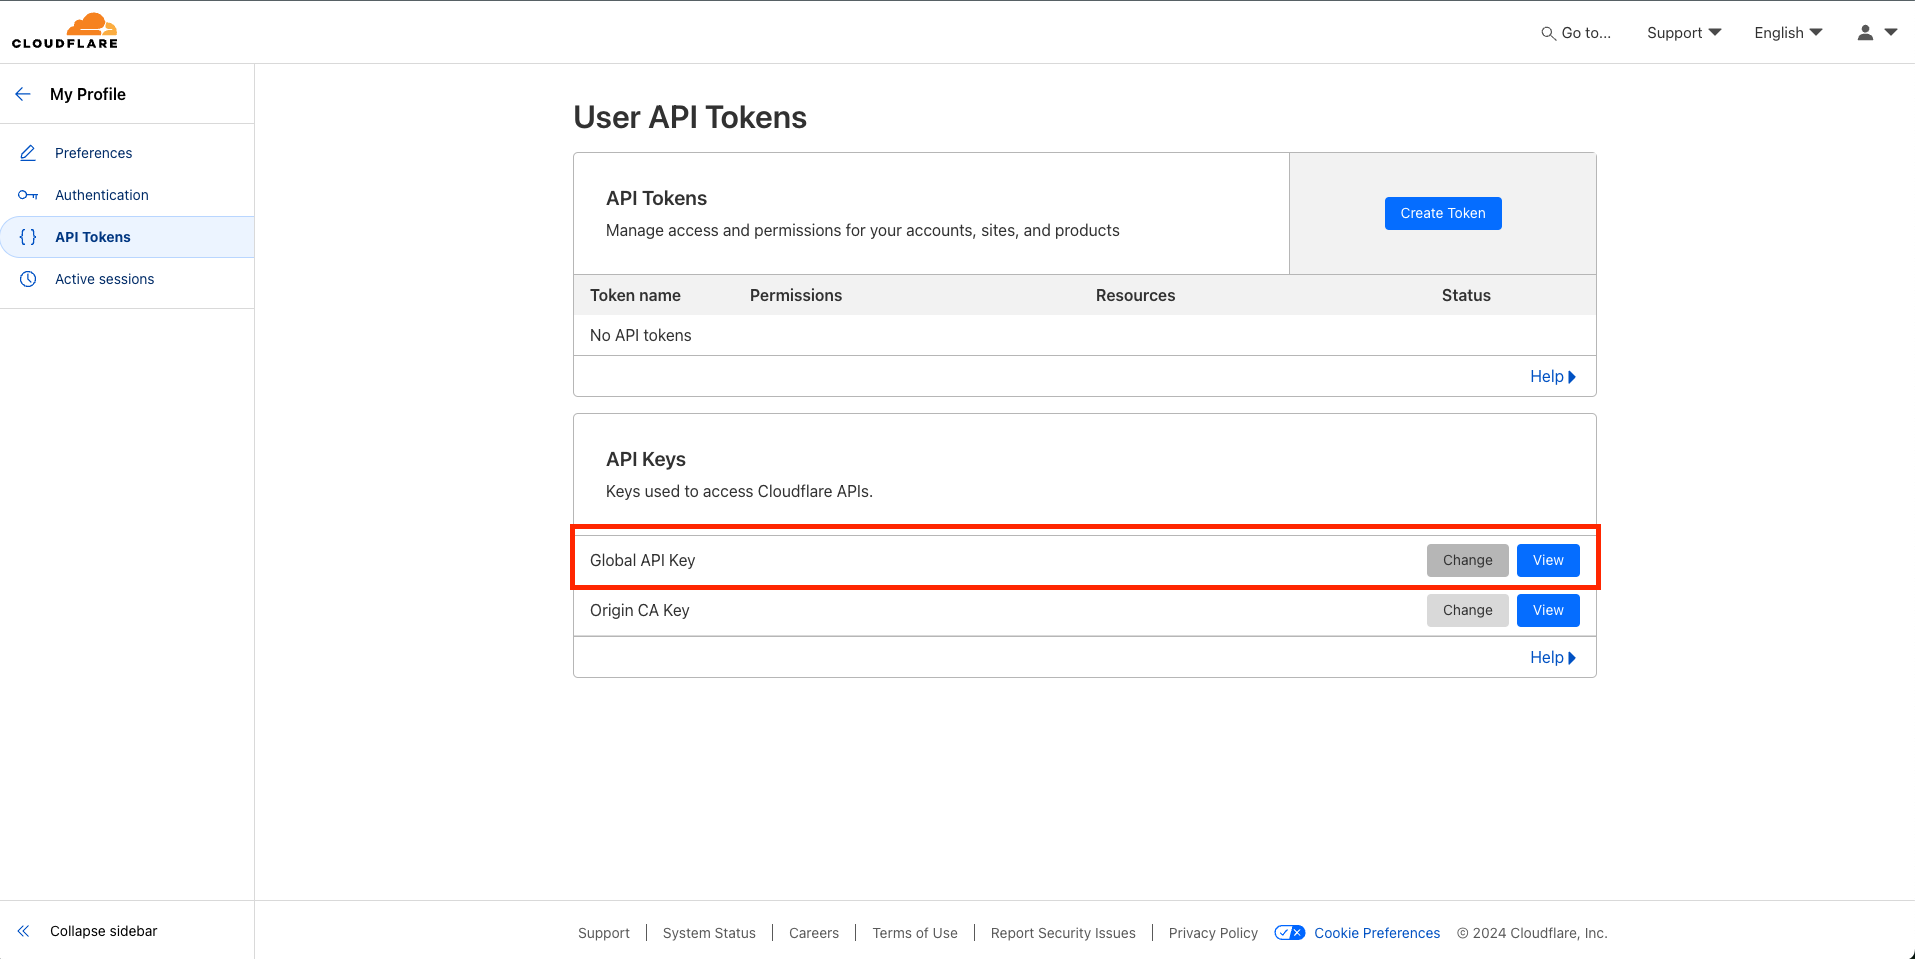 CLOUDFLARE
Go to...
Support
English
My Profile
Preferences
Authentication
{ } API Tokens
Active sessions
User API Tokens
API Tokens
Manage access and permissions for your accounts, sites, and products
Create Token
Token name Permissions Resources Status
No API tokens
Help
API Keys
Keys used to access Cloudflare APIs.
Global API Key Change View
Origin CA Key Change View
Help
Collapse sidebar
Support System Status Careers Terms of Use Report Security Issues Privacy Policy Cookie Preferences © 2024 Cloudflare, Inc.